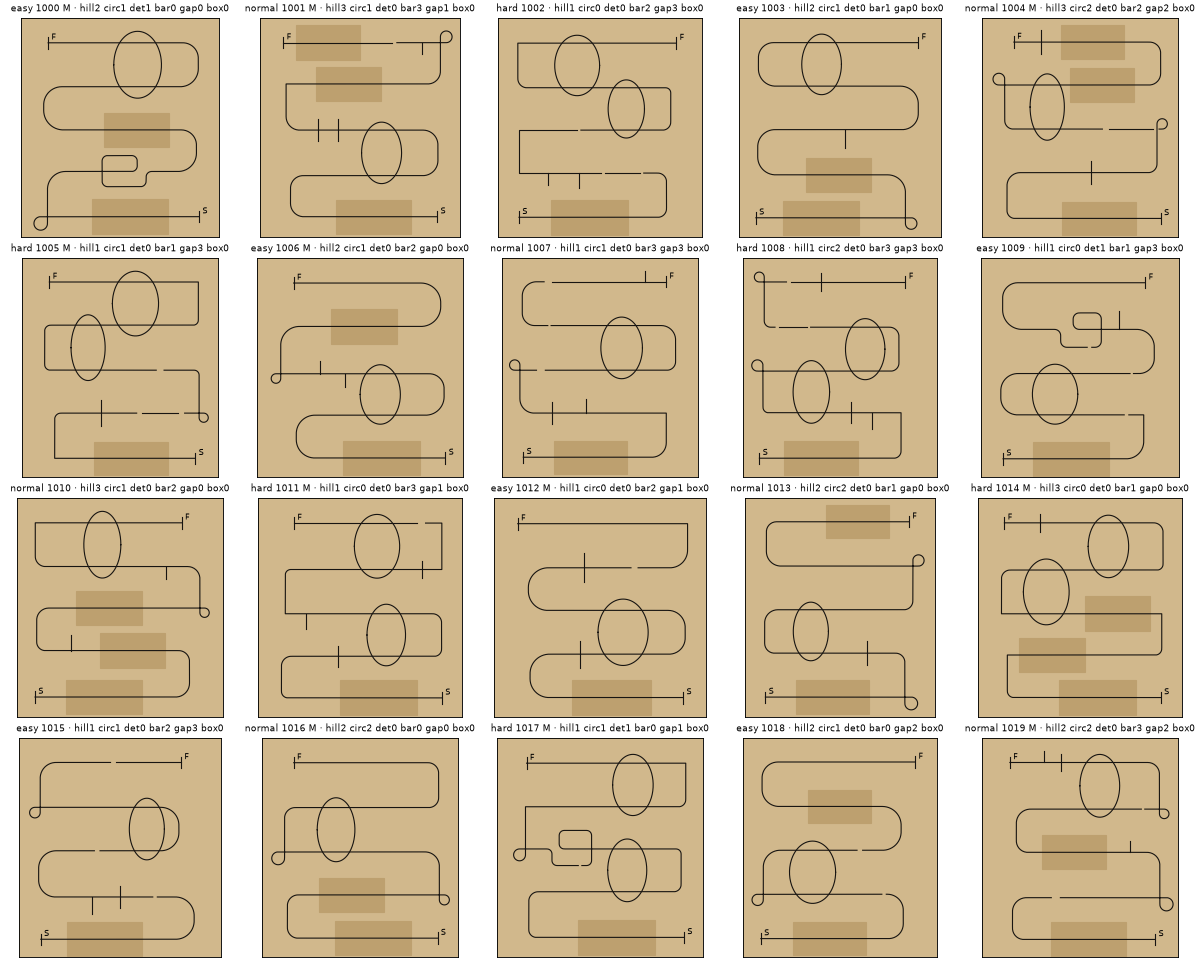 easy 1000 M · hill2 circ1 det1 bar0 gap0 box0
normal 1001 M · hill3 circ1 det0 bar3 gap1 box0
hard 1002 · hill1 circ0 det0 bar2 gap3 box0
easy 1003 · hill2 circ1 det0 bar1 gap0 box0
normal 1004 M · hill3 circ2 det0 bar2 gap2 box0
F
F
F
F
F
S
S
S
S
S
hard 1005 M · hill1 circ1 det0 bar1 gap3 box0
easy 1006 M · hill2 circ1 det0 bar2 gap0 box0
normal 1007 · hill1 circ1 det0 bar3 gap3 box0
hard 1008 · hill1 circ2 det0 bar3 gap3 box0
easy 1009 · hill1 circ0 det1 bar1 gap3 box0
F
F
F
F
F
S
S
S
S
S
normal 1010 · hill3 circ1 det0 bar2 gap0 box0
hard 1011 M · hill1 circ0 det0 bar3 gap1 box0
easy 1012 M · hill1 circ0 det0 bar2 gap1 box0
normal 1013 · hill2 circ2 det0 bar1 gap0 box0
hard 1014 M · hill3 circ0 det0 bar1 gap0 box0
F
F
F
F
F
S
S
S
S
S
easy 1015 · hill1 circ1 det0 bar2 gap3 box0
normal 1016 M · hill2 circ2 det0 bar0 gap0 box0
hard 1017 M · hill1 circ1 det1 bar0 gap1 box0
easy 1018 · hill2 circ1 det0 bar0 gap2 box0
normal 1019 M · hill2 circ2 det0 bar3 gap2 box0
F
F
F
F
F
S
S
S
S
S